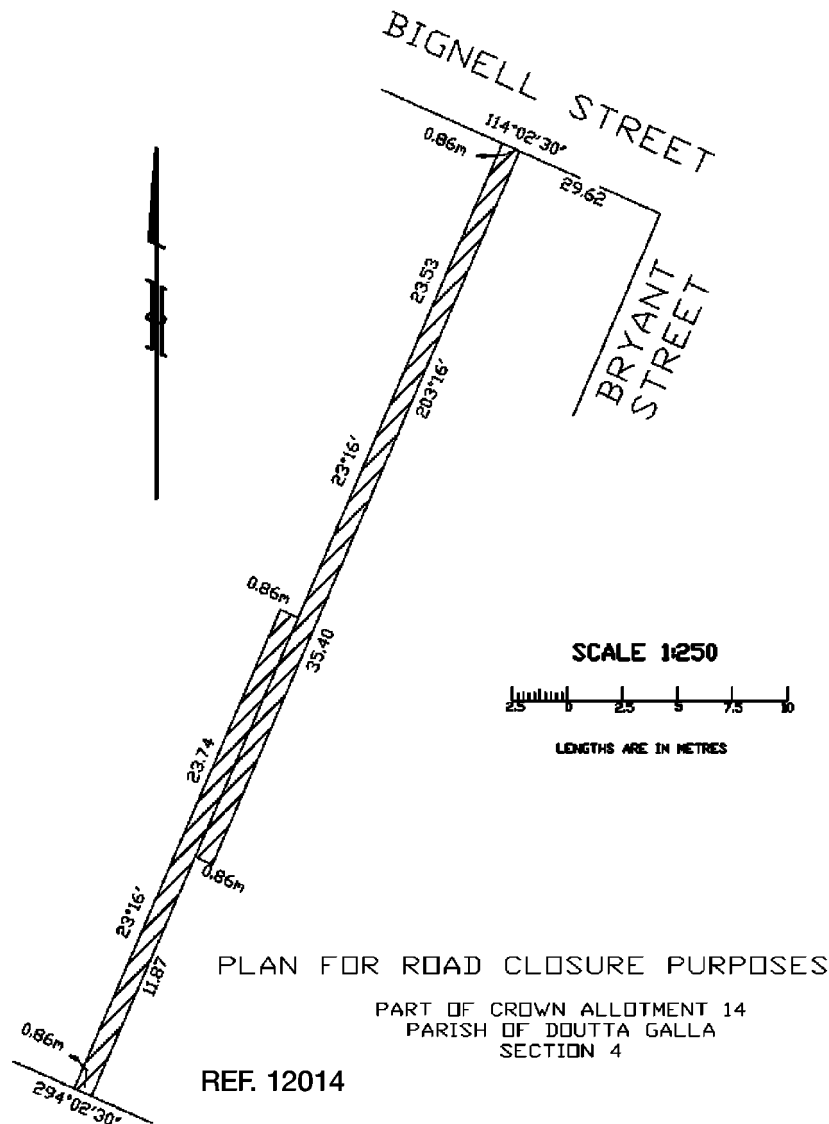 BIGNELL STREET
114°02'30"
0.86m
29.62
BRYANT
STREET
23.53
203°16'
23°16'
0.86m
35.40
SCALE 1:250
2.5 0 2.5 5 7.5 10
LENGTHS ARE IN METRES
23.74
0.86m
23°16'
11.87
PLAN FOR ROAD CLOSURE PURPOSES
PART OF CROWN ALLOTMENT 14
PARISH OF DOUTTA GALLA
SECTION 4
0.86m
REF. 12014
294°02'30"